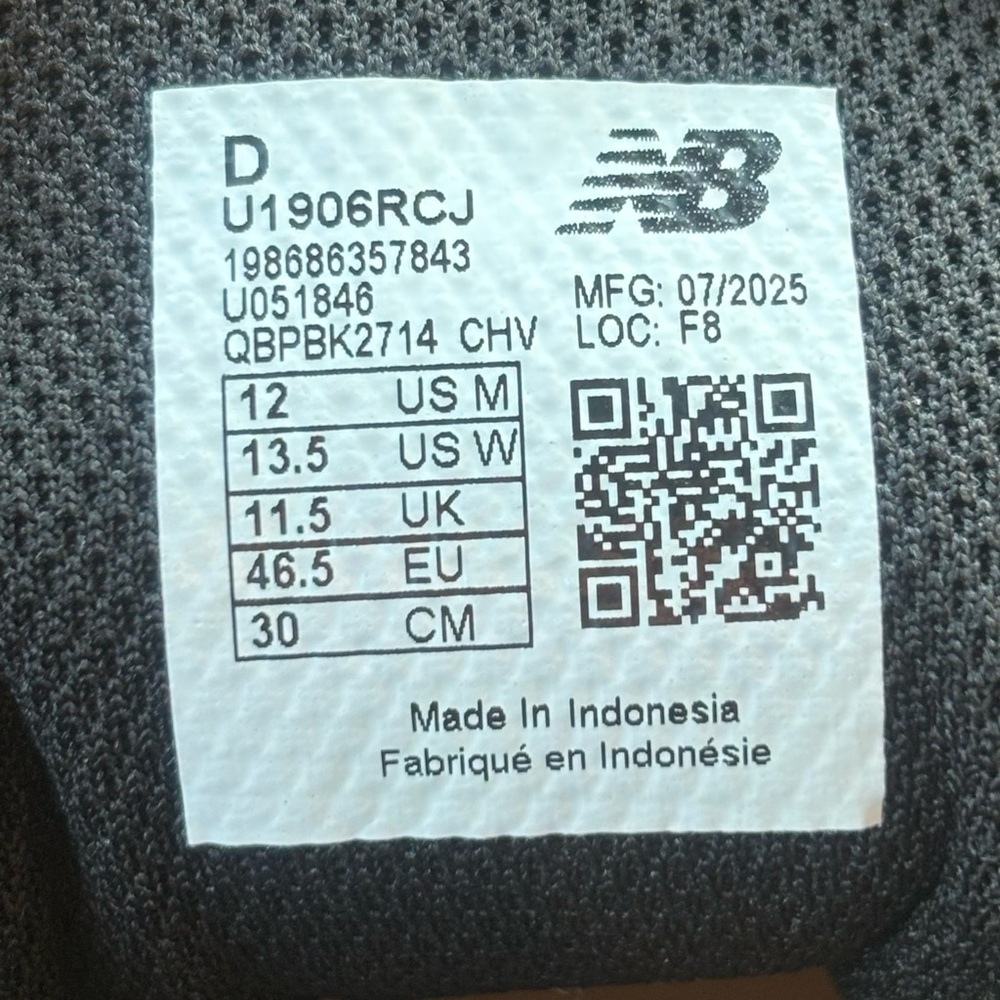 D
U1906RCJ
198686357843
U051846
QBPBK2714 CHV
NB
MFG: 07/2025
LOC: F8
12 US M
13.5 US W
11.5 UK
46.5 EU
30 CM
Made In Indonesia
Fabriqué en Indonésie